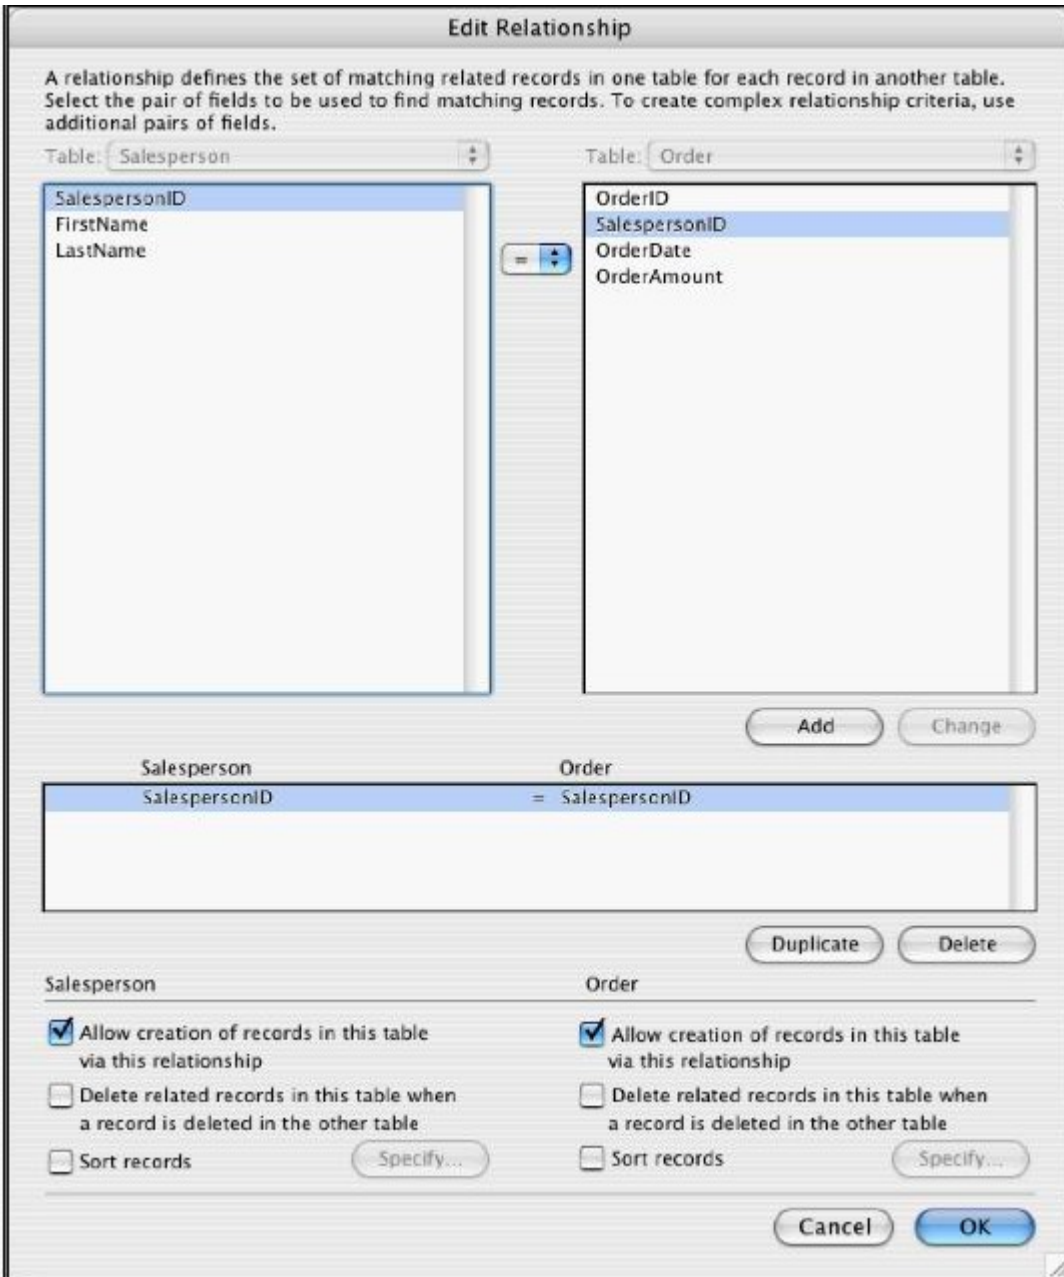 Edit Relationship
A relationship defines the set of matching related records in one table for each record in another table.
Select the pair of fields to be used to find matching records. To create complex relationship criteria, use
additional pairs of fields.
Table: Salesperson
SalespersonID
FirstName
LastName
=
Table: Order
OrderID
SalespersonID
OrderDate
OrderAmount
Add Change
Salesperson Order
SalespersonID = SalespersonID
Duplicate Delete
Salesperson
Allow creation of records in this table
via this relationship
Delete related records in this table when
a record is deleted in the other table
Sort records Specify...
Order
Allow creation of records in this table
via this relationship
Delete related records in this table when
a record is deleted in the other table
Sort records Specify...
Cancel OK